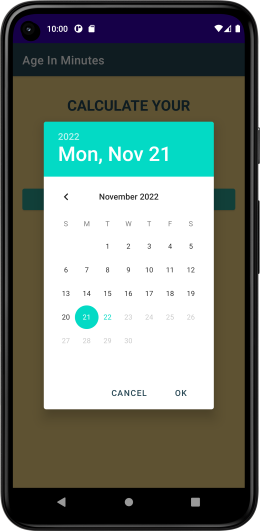 10:00
Age In Minutes
CALCULATE YOUR
2022
Mon, Nov 21
November 2022
S M T W T F S
1 2 3 4 5
6 7 8 9 10 11 12
13 14 15 16 17 18 19
20 21 22 23 24 25 26
27 28 29 30
CANCEL OK